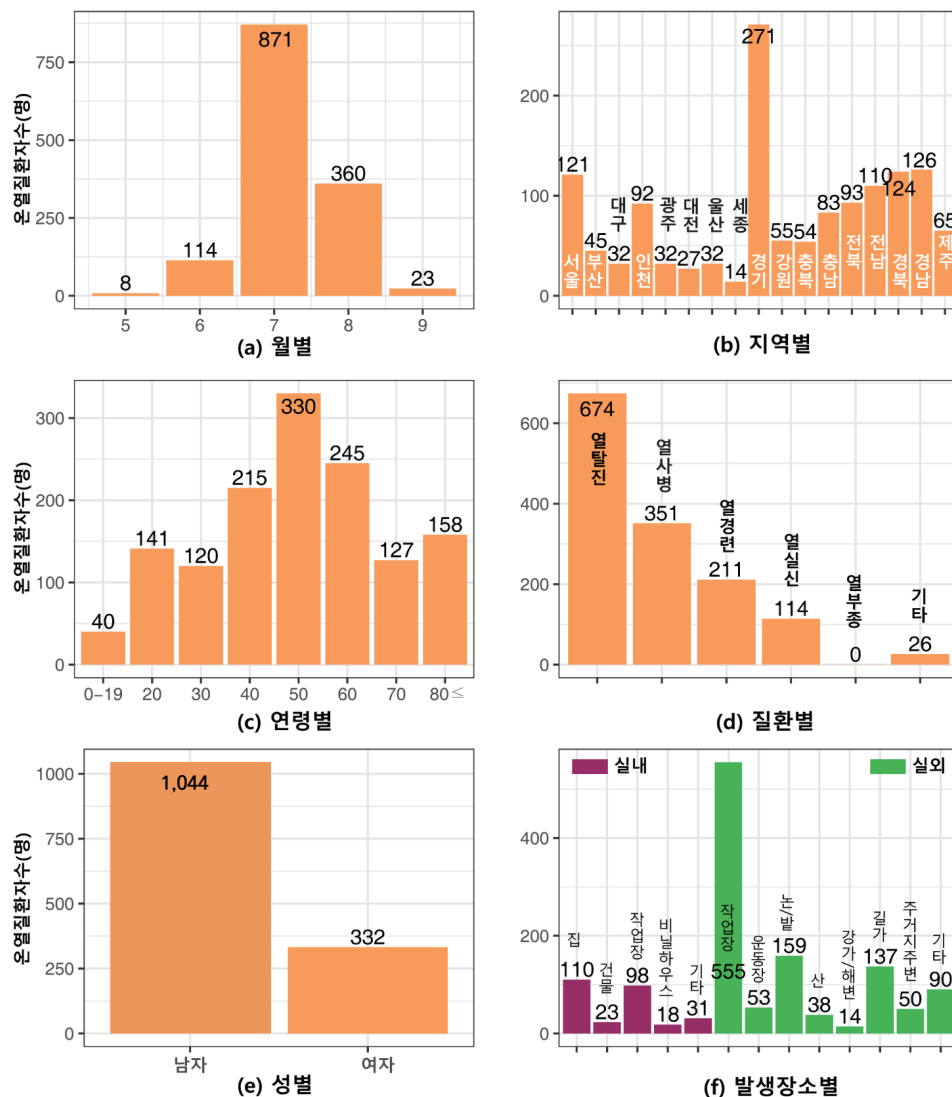 온열질환자수(명)
750
500
250
0
871
360
114
8
23
5 6 7 8 9
(a) 월별
200
100
0
271
121
45
32
92
32
27
32
14
55
54
83
93
110
124
126
65
서울
부산
대구
인천
광주
대전
울산
세종
경기
강원
충북
충남
전북
전남
경북
경남
제주
(b) 지역별
온열질환자수(명)
300
200
100
0
40
141
120
215
330
245
127
158
0–19 20 30 40 50 60 70 80≤
(c) 연령별
600
400
200
0
674
열탈진
열사병
351
열경련
211
열실신
114
열부종
0
기타
26
(d) 질환별
온열질환자수(명)
1000
750
500
250
0
1,044
332
남자 여자
(e) 성별
실내 실외
400
200
0
집
110
건물
23
작업장
98
비닐하우스
18
기타
31
작업장
555
운동장
53
논/밭
159
산
38
강가/해변
14
길가
137
주거지주변
50
기타
90
(f) 발생장소별